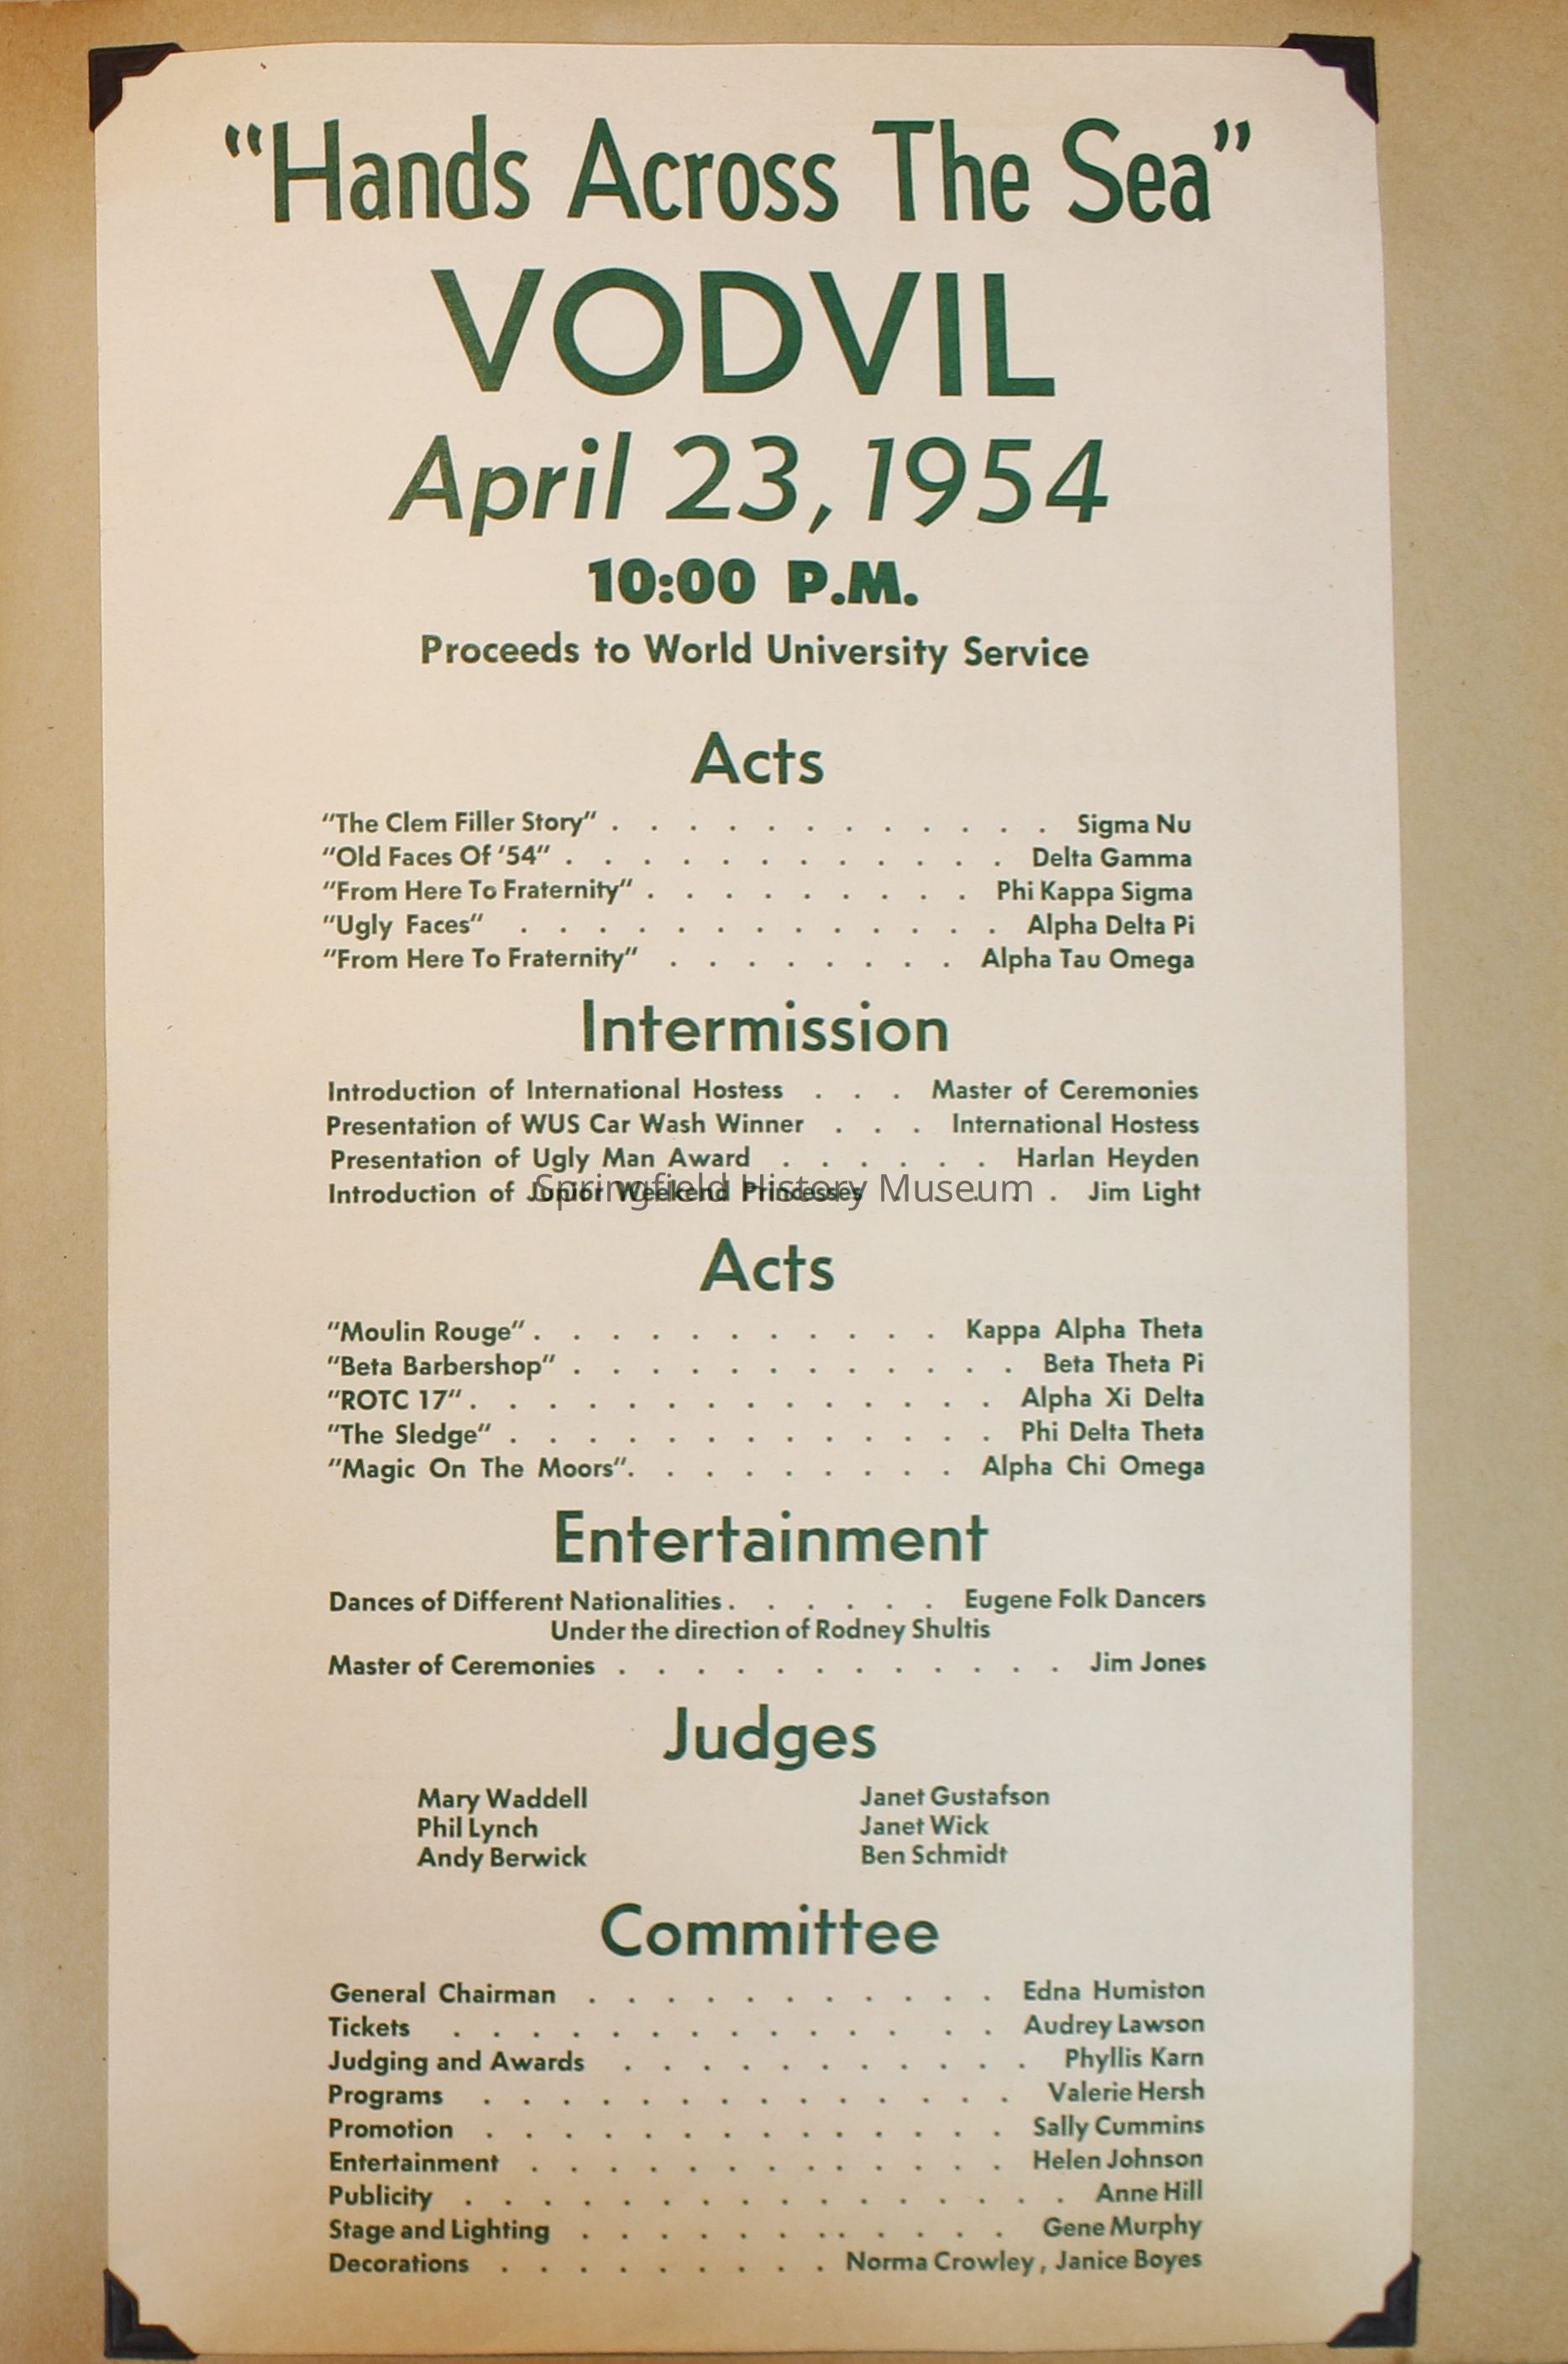 "Hands Across The Sea"
VODVIL
April 23, 1954
10:00 P.M.
Proceeds to World University Service
Acts
"The Clem Filler Story" . . . . . . . . . . . . Sigma Nu
"Old Faces Of '54" . . . . . . . . . . . . Delta Gamma
"From Here To Fraternity" . . . . . . . . . Phi Kappa Sigma
"Ugly Faces" . . . . . . . . . . . . . Alpha Delta Pi
"From Here To Fraternity" . . . . . . . . Alpha Tau Omega
Intermission
Introduction of International Hostess . . . Master of Ceremonies
Presentation of WUS Car Wash Winner . . . International Hostess
Presentation of Ugly Man Award . . . . . . Harlan Heyden
Introduction of Junior Weekend Princesses . . . . . Jim Light
Springfield History Museum
Acts
"Moulin Rouge" . . . . . . . . . . . Kappa Alpha Theta
"Beta Barbershop" . . . . . . . . . . . . Beta Theta Pi
"ROTC 17" . . . . . . . . . . . . . . Alpha Xi Delta
"The Sledge" . . . . . . . . . . . . . Phi Delta Theta
"Magic On The Moors". . . . . . . . . Alpha Chi Omega
Entertainment
Dances of Different Nationalities . . . . . . Eugene Folk Dancers
Under the direction of Rodney Shultis
Master of Ceremonies . . . . . . . . . . . . Jim Jones
Judges
Mary Waddell Janet Gustafson
Phil Lynch Janet Wick
Andy Berwick Ben Schmidt
Committee
General Chairman . . . . . . . . . . . Edna Humiston
Tickets . . . . . . . . . . . . . . Audrey Lawson
Judging and Awards . . . . . . . . . . . Phyllis Karn
Programs . . . . . . . . . . . . . . Valerie Hersh
Promotion . . . . . . . . . . . . . . Sally Cummins
Entertainment . . . . . . . . . . . . . Helen Johnson
Publicity . . . . . . . . . . . . . . . . Anne Hill
Stage and Lighting . . . . . . . . . . . . Gene Murphy
Decorations . . . . . . . . . Norma Crowley, Janice Boyes